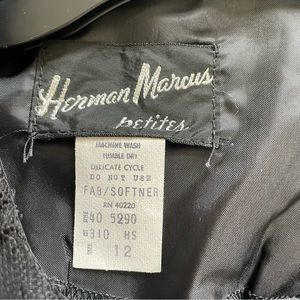 Herman Marcus
petites
MACHINE WASH
TUMBLE DRY
DELICATE CYCLE
DO NOT USE
FAB/SOFTNER
RN 40220
40 5290
310 HS
SIZE 12